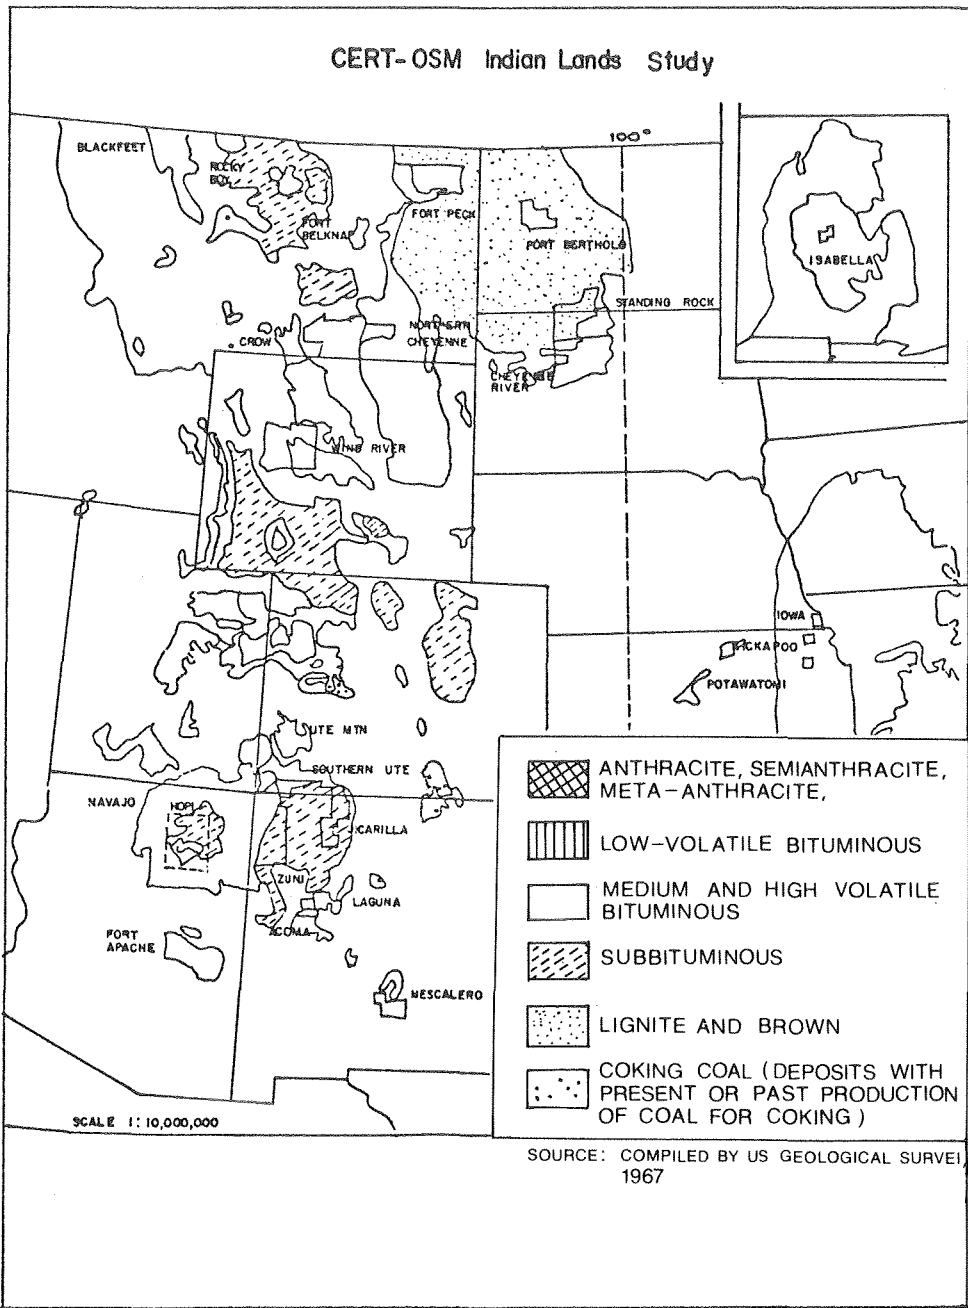 CERT-OSM Indian Lands Study
100°
BLACKFEET
ROCKY
BOY
FORT PECK
FORT
BELKNAP
FORT BERTHOLD
ISABELLA
STANDING ROCK
NORTHERN
CHEYENNE
CROW
CHEYENNE
RIVER
WIND RIVER
IOWA
KICKAPOO
POTAWATOMI
UTE MTN
SOUTHERN UTE
NAVAJO
HOPI
JICARILLA
ZUNI
LAGUNA
ACOMA
FORT
APACHE
MESCALERO
SCALE 1:10,000,000
ANTHRACITE, SEMIANTHRACITE,
META-ANTHRACITE,
LOW-VOLATILE BITUMINOUS
MEDIUM AND HIGH VOLATILE
BITUMINOUS
SUBBITUMINOUS
LIGNITE AND BROWN
COKING COAL (DEPOSITS WITH
PRESENT OR PAST PRODUCTION
OF COAL FOR COKING)
SOURCE: COMPILED BY US GEOLOGICAL SURVEI,
1967